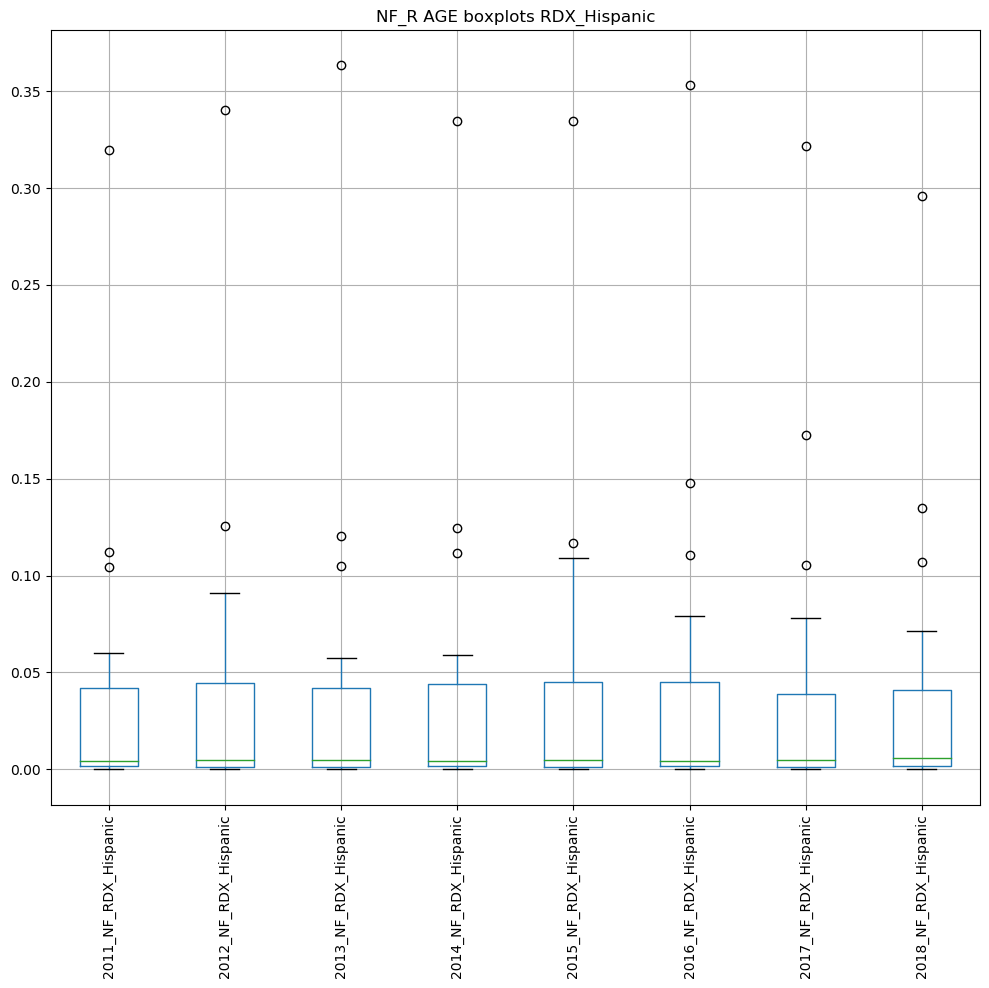 NF_R AGE boxplots RDX_Hispanic
0.35
0.30
0.25
0.20
0.15
0.10
0.05
0.00
2011_NF_RDX_Hispanic
2012_NF_RDX_Hispanic
2013_NF_RDX_Hispanic
2014_NF_RDX_Hispanic
2015_NF_RDX_Hispanic
2016_NF_RDX_Hispanic
2017_NF_RDX_Hispanic
2018_NF_RDX_Hispanic